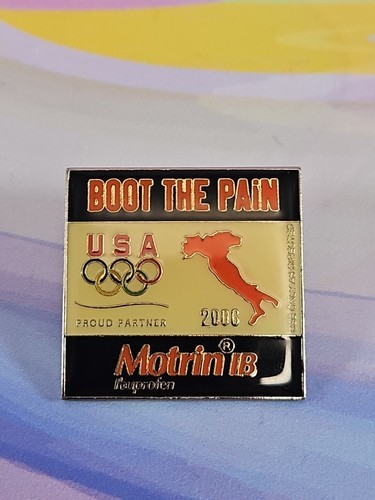 BOOT THE PAiN
USA
PROUD PARTNER
2006
Motrin® IB
Ibuprofen